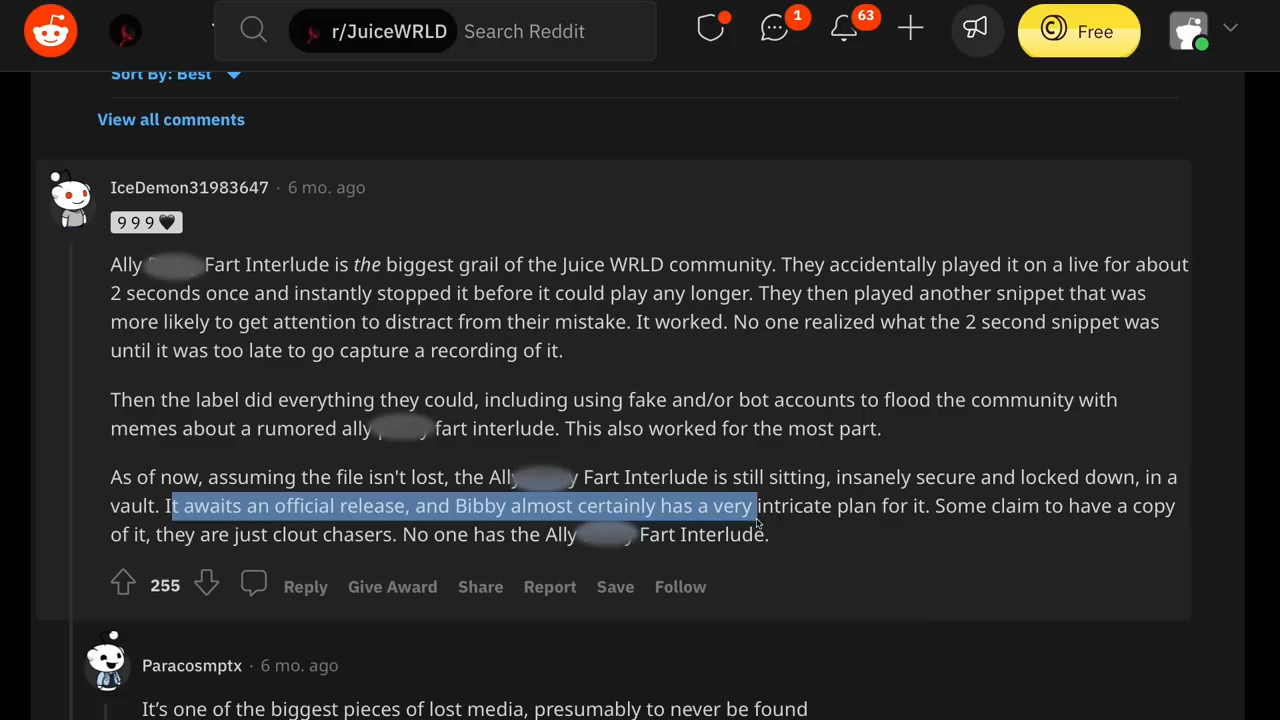 r/JuiceWRLD
Search Reddit
1
63
Free
Sort By: Best
View all comments
IceDemon31983647 · 6 mo. ago
999🖤
Ally Fart Interlude is the biggest grail of the Juice WRLD community. They accidentally played it on a live for about
2 seconds once and instantly stopped it before it could play any longer. They then played another snippet that was
more likely to get attention to distract from their mistake. It worked. No one realized what the 2 second snippet was
until it was too late to go capture a recording of it.
Then the label did everything they could, including using fake and/or bot accounts to flood the community with
memes about a rumored ally fart interlude. This also worked for the most part.
As of now, assuming the file isn't lost, the Ally Fart Interlude is still sitting, insanely secure and locked down, in a
vault. It awaits an official release, and Bibby almost certainly has a very intricate plan for it. Some claim to have a copy
of it, they are just clout chasers. No one has the Ally Fart Interlude.
255
Reply Give Award Share Report Save Follow
Paracosmptx · 6 mo. ago
It's one of the biggest pieces of lost media, presumably to never be found